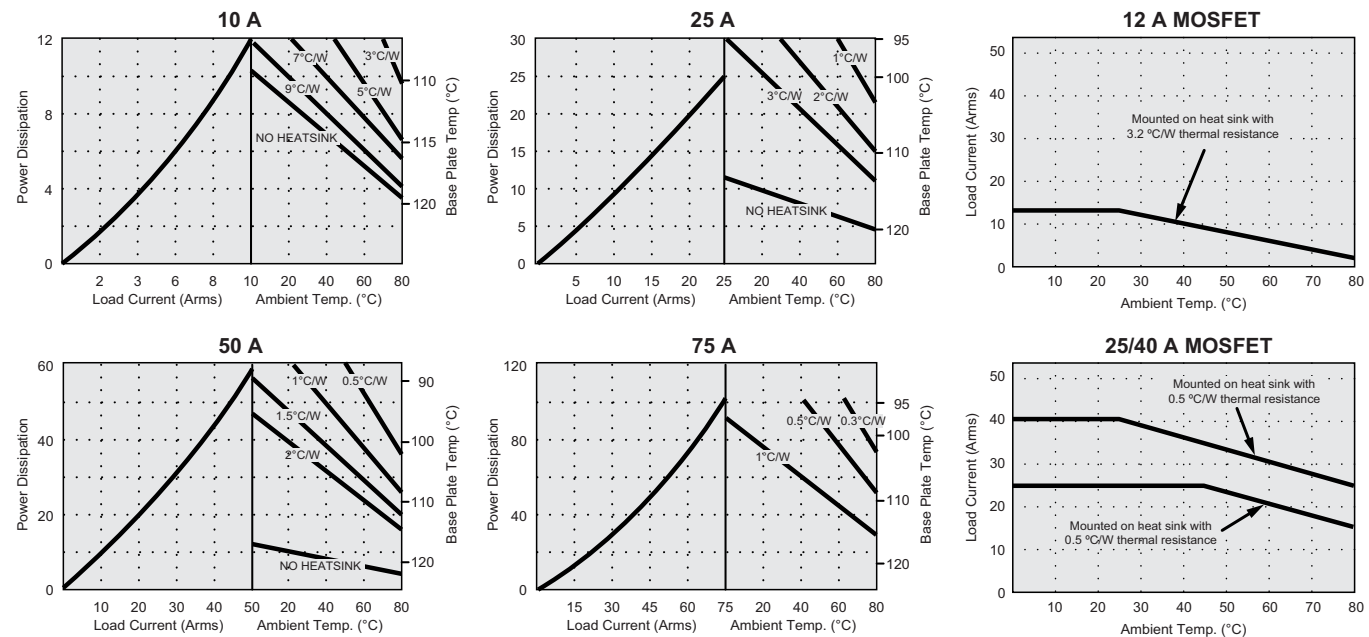 10 A
12
8
4
0
Power Dissipation
7°C/W
3°C/W
9°C/W
5°C/W
NO HEATSINK
110
115
120
Base Plate Temp (°C)
2 3 6 8 10 20 40 60 80
Load Current (Arms) Ambient Temp. (°C)
25 A
30
25
20
15
10
5
0
Power Dissipation
1°C/W
3°C/W
2°C/W
NO HEATSINK
95
100
110
120
Base Plate Temp (°C)
5 10 15 20 25 20 40 60 80
Load Current (Arms) Ambient Temp. (°C)
12 A MOSFET
50
40
30
20
10
0
Load Current (Arms)
Mounted on heat sink with
3.2 ºC/W thermal resistance
10 20 30 40 50 60 70 80
Ambient Temp. (°C)
50 A
60
40
20
0
Power Dissipation
1°C/W
0.5°C/W
1.5°C/W
2°C/W
NO HEATSINK
90
100
110
120
Base Plate Temp (°C)
10 20 30 40 50 20 40 60 80
Load Current (Arms) Ambient Temp. (°C)
75 A
120
80
40
0
Power Dissipation
0.5°C/W
0.3°C/W
1°C/W
95
100
110
120
Base Plate Temp (°C)
15 30 45 60 75 20 40 60 80
Load Current (Arms) Ambient Temp. (°C)
25/40 A MOSFET
50
40
30
20
10
0
Load Current (Arms)
Mounted on heat sink with
0.5 ºC/W thermal resistance
Mounted on heat sink with
0.5 ºC/W thermal resistance
10 20 30 40 50 60 70 80
Ambient Temp. (°C)